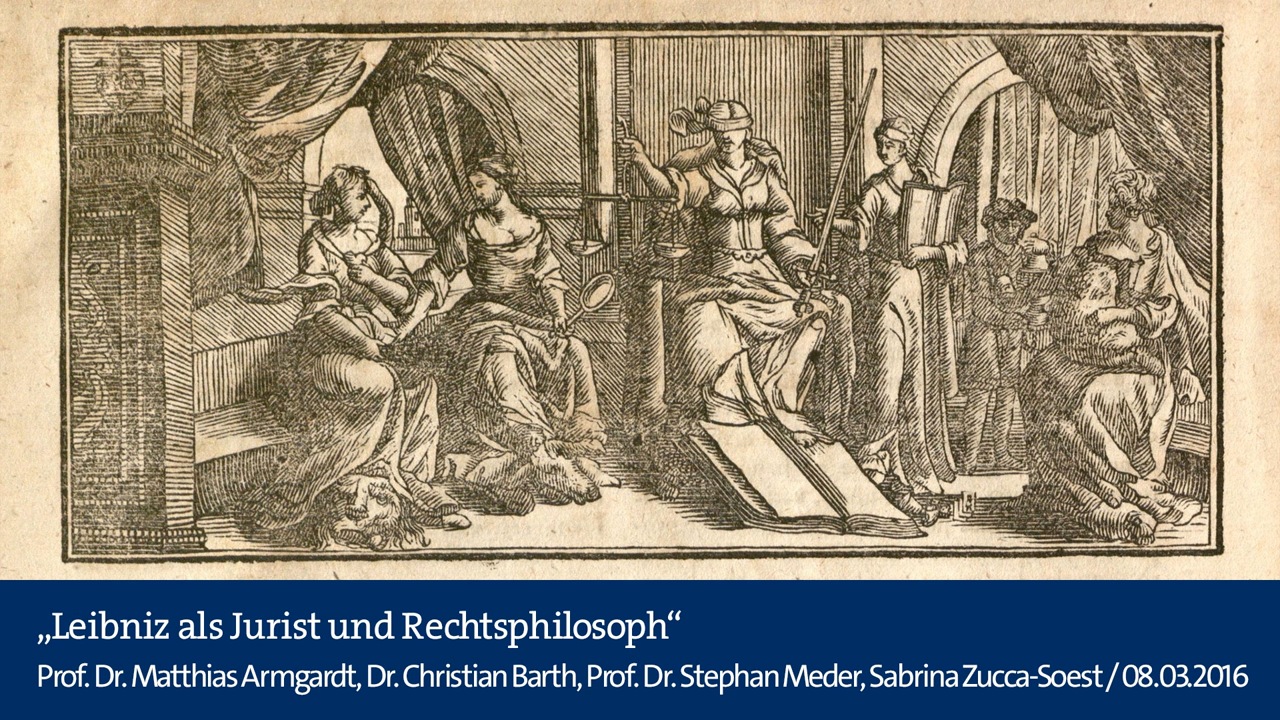 „Leibniz als Jurist und Rechtsphilosoph“
Prof. Dr. Matthias Armgardt, Dr. Christian Barth, Prof. Dr. Stephan Meder, Sabrina Zucca-Soest / 08.03.2016